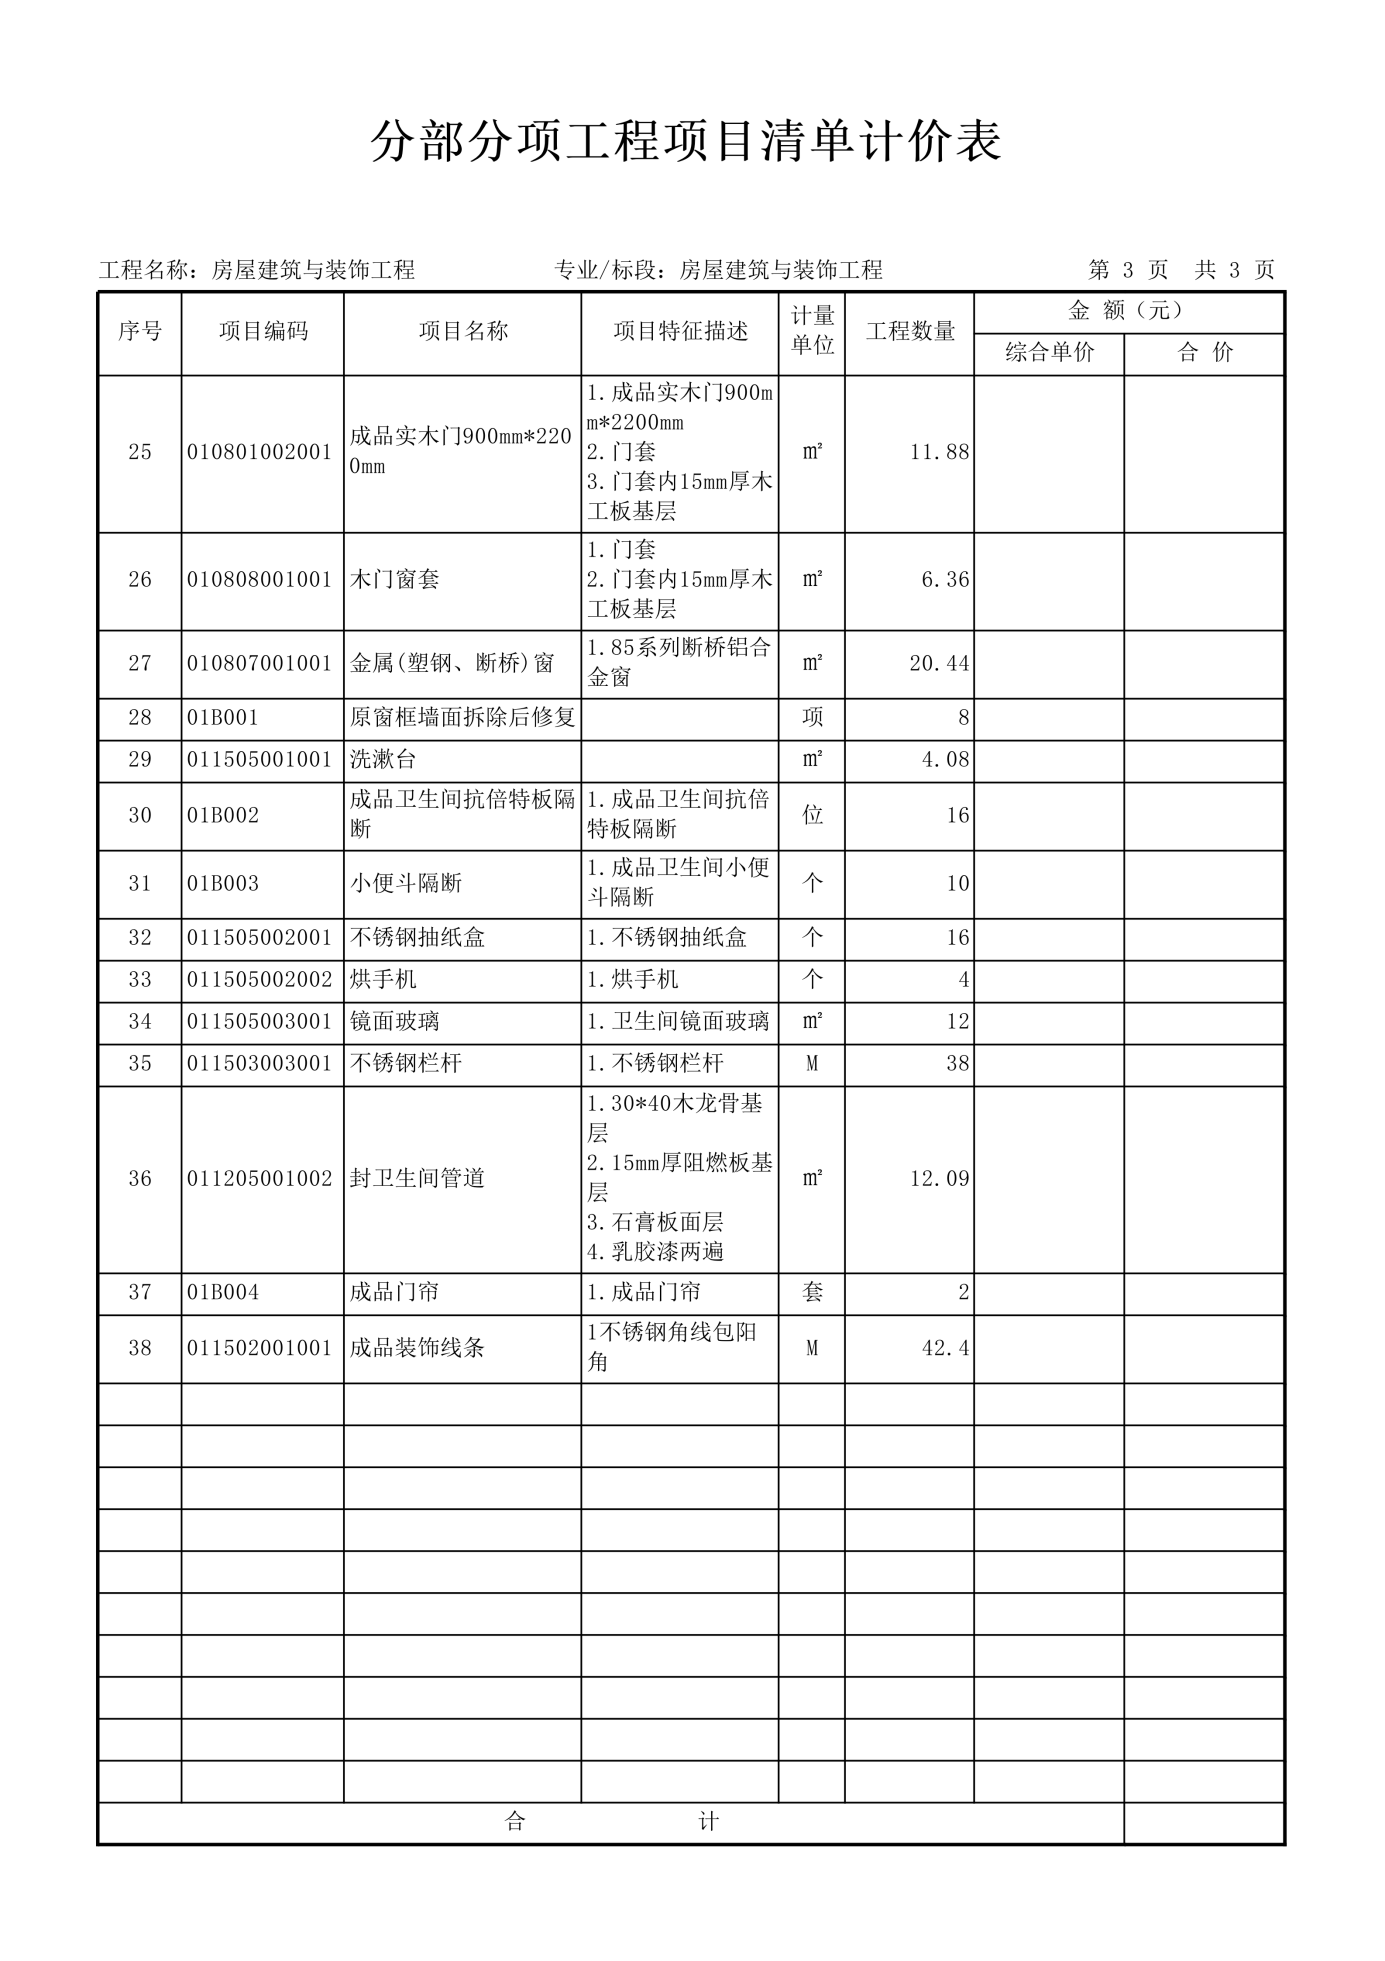 分部分项工程项目清单计价表
工程名称：房屋建筑与装饰工程 专业/标段：房屋建筑与装饰工程 第 3 页 共 3 页
序号 项目编码 项目名称 项目特征描述 计量单位 工程数量 金 额（元）
综合单价 合 价
25 010801002001 成品实木门900mm*2200mm 1.成品实木门900mm*2200mm
2.门套
3.门套内15mm厚木工板基层 ㎡ 11.88
26 010808001001 木门窗套 1.门套
2.门套内15mm厚木工板基层 ㎡ 6.36
27 010807001001 金属(塑钢、断桥)窗 1.85系列断桥铝合金窗 ㎡ 20.44
28 01B001 原窗框墙面拆除后修复 项 8
29 011505001001 洗漱台 ㎡ 4.08
30 01B002 成品卫生间抗倍特板隔断 1.成品卫生间抗倍特板隔断 位 16
31 01B003 小便斗隔断 1.成品卫生间小便斗隔断 个 10
32 011505002001 不锈钢抽纸盒 1.不锈钢抽纸盒 个 16
33 011505002002 烘手机 1.烘手机 个 4
34 011505003001 镜面玻璃 1.卫生间镜面玻璃 ㎡ 12
35 011503003001 不锈钢栏杆 1.不锈钢栏杆 M 38
36 011205001002 封卫生间管道 1.30*40木龙骨基层
2.15mm厚阻燃板基层
3.石膏板面层
4.乳胶漆两遍 ㎡ 12.09
37 01B004 成品门帘 1.成品门帘 套 2
38 011502001001 成品装饰线条 1不锈钢角线包阳角 M 42.4
合 计